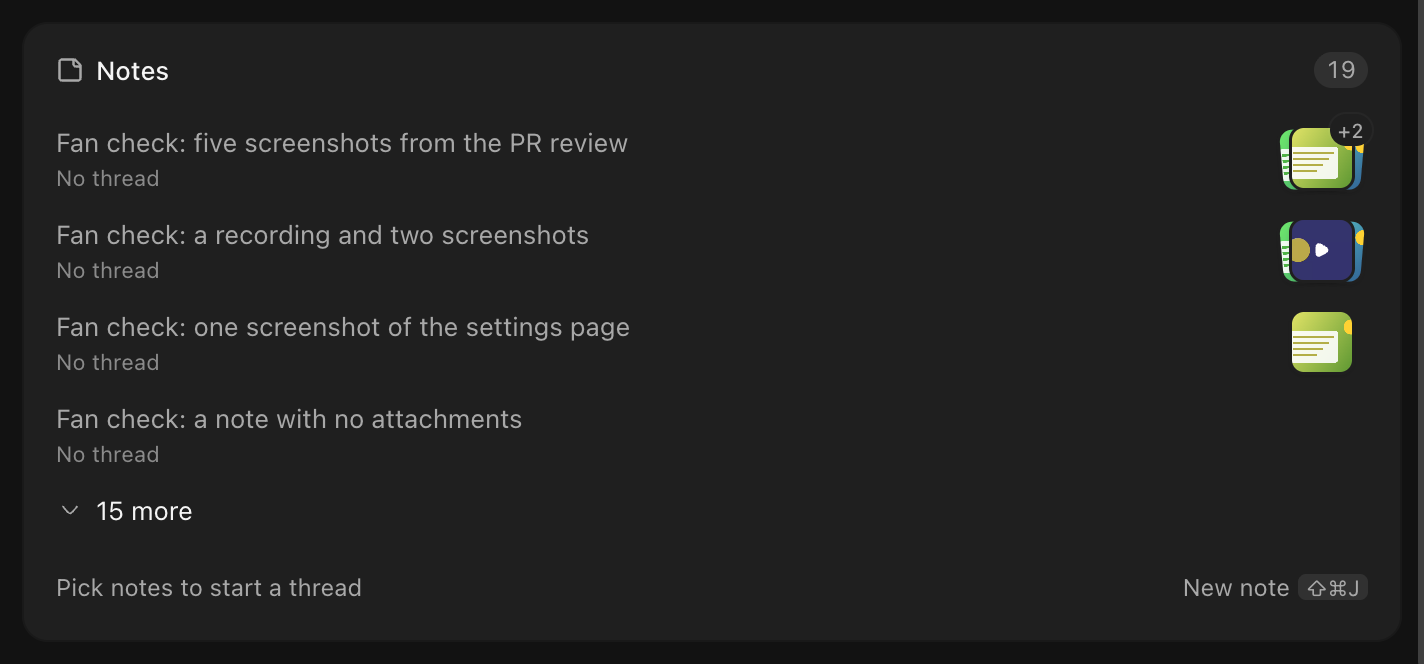 Notes
19
Fan check: five screenshots from the PR review
+2
No thread
Fan check: a recording and two screenshots
No thread
Fan check: one screenshot of the settings page
No thread
Fan check: a note with no attachments
No thread
15 more
Pick notes to start a thread
New note ⇧⌘J